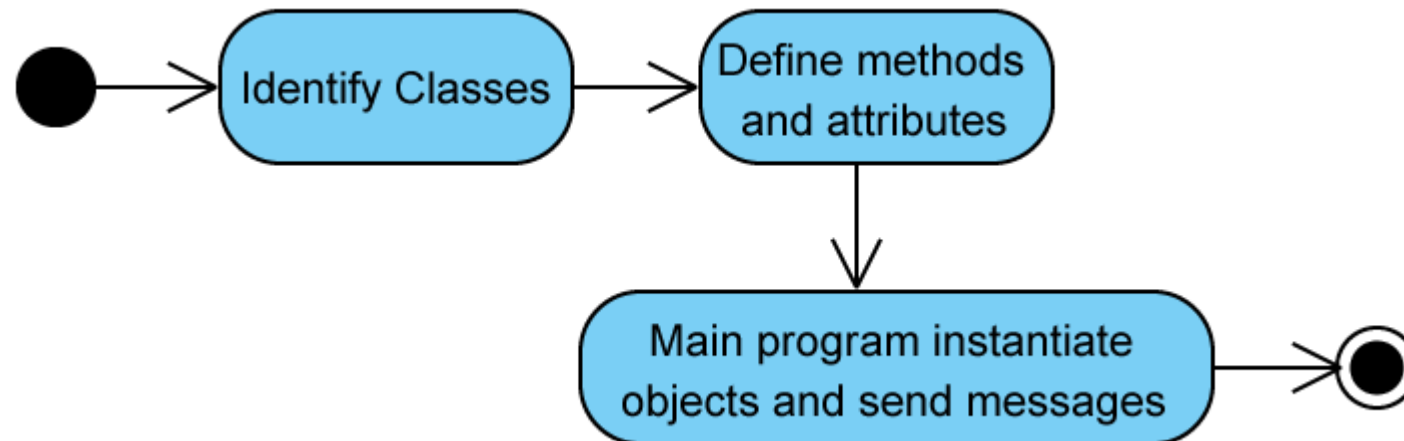 Identify Classes
Define methods
and attributes
Main program instantiate
objects and send messages